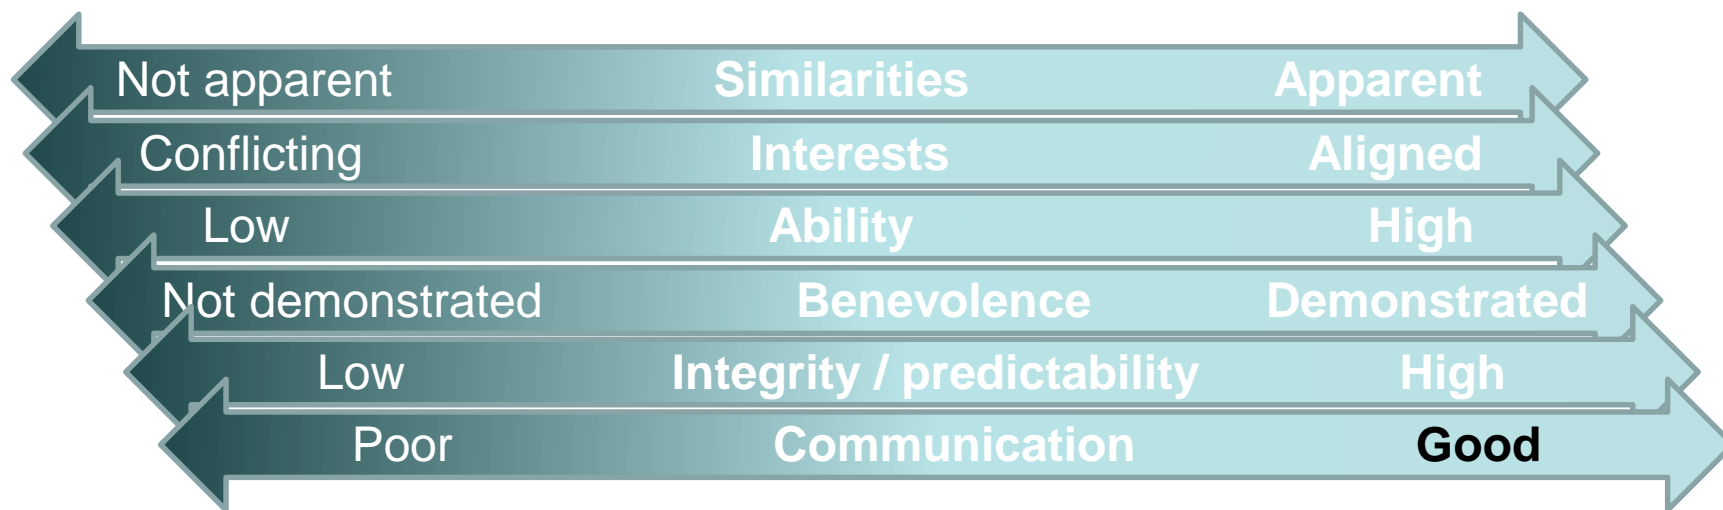 Not apparent Similarities Apparent
Conflicting Interests Aligned
Low Ability High
Not demonstrated Benevolence Demonstrated
Low Integrity / predictability High
Poor Communication Good